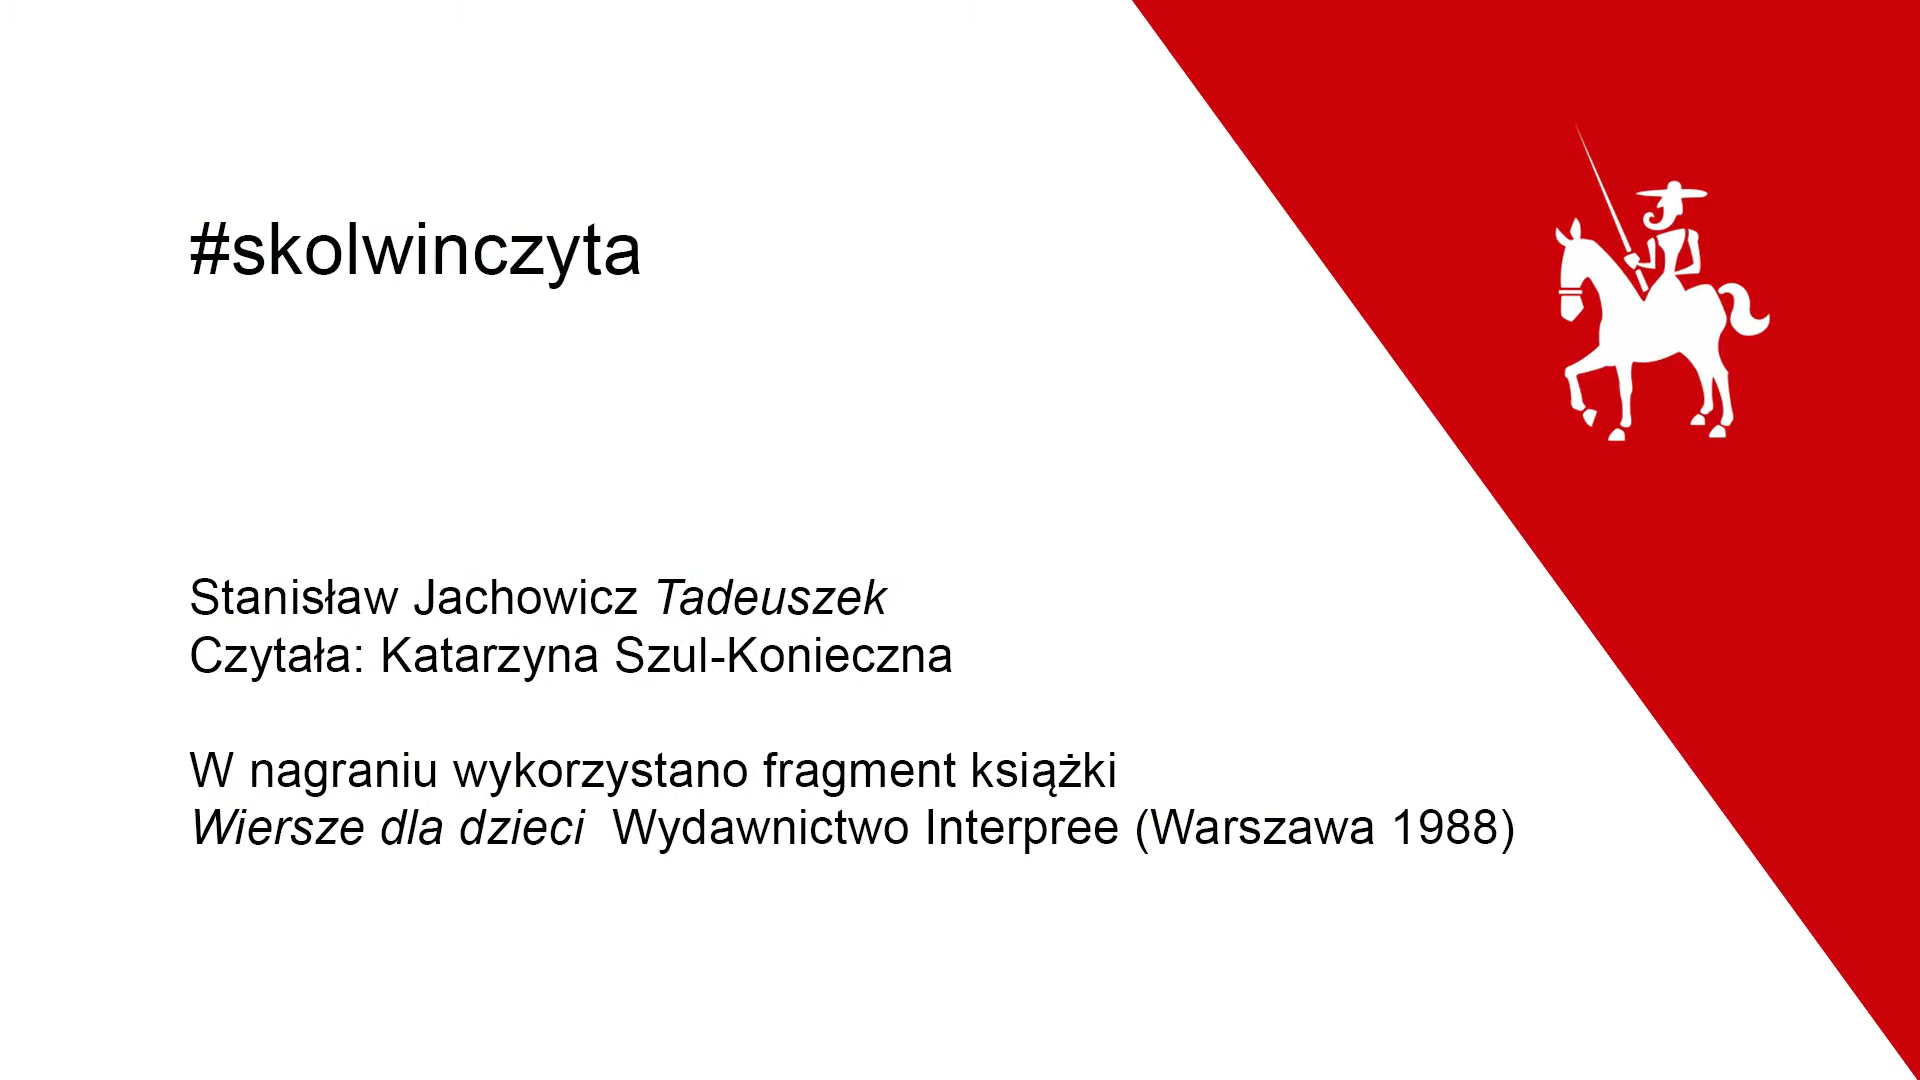 #skolwinczyta
Stanisław Jachowicz Tadeuszek
Czytała: Katarzyna Szul-Konieczna
W nagraniu wykorzystano fragment książki
Wiersze dla dzieci  Wydawnictwo Interpree (Warszawa 1988)